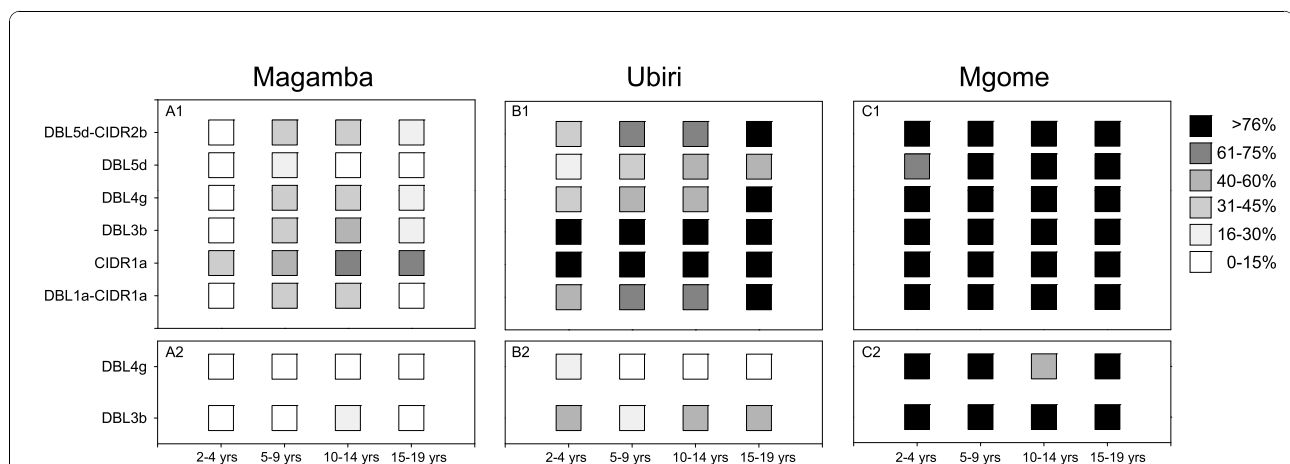 Magamba Ubiri Mgome
A1 B1 C1
DBL5d-CIDR2b
DBL5d
DBL4g
DBL3b
CIDR1a
DBL1a-CIDR1a
>76%
61-75%
40-60%
31-45%
16-30%
0-15%
A2 B2 C2
DBL4g
DBL3b
2-4 yrs 5-9 yrs 10-14 yrs 15-19 yrs 2-4 yrs 5-9 yrs 10-14 yrs 15-19 yrs 2-4 yrs 5-9 yrs 10-14 yrs 15-19 yrs